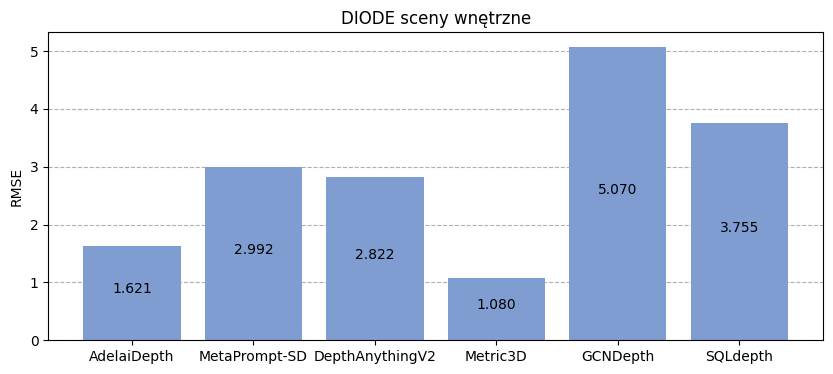 DIODE sceny wnętrzne
RMSE
5
4
3
2
1
0
1.621
2.992
2.822
1.080
5.070
3.755
AdelaiDepth
MetaPrompt-SD
DepthAnythingV2
Metric3D
GCNDepth
SQLdepth